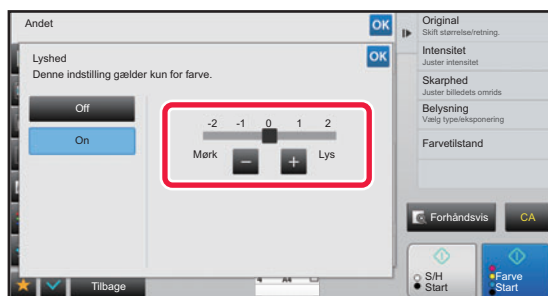 Andet
OK
Lyshed
OK
Denne indstilling gælder kun for farve.
Off
On
-2 -1 0 1 2
Mørk - + Lys
Tilbage
Original
Skift størrelse/retning.
Intensitet
Juster intensitet
Skarphed
Juster billedets omrids
Belysning
Vælg type/eksponering
Farvetilstand
Forhåndsvis
CA
S/H
Start
Farve
Start